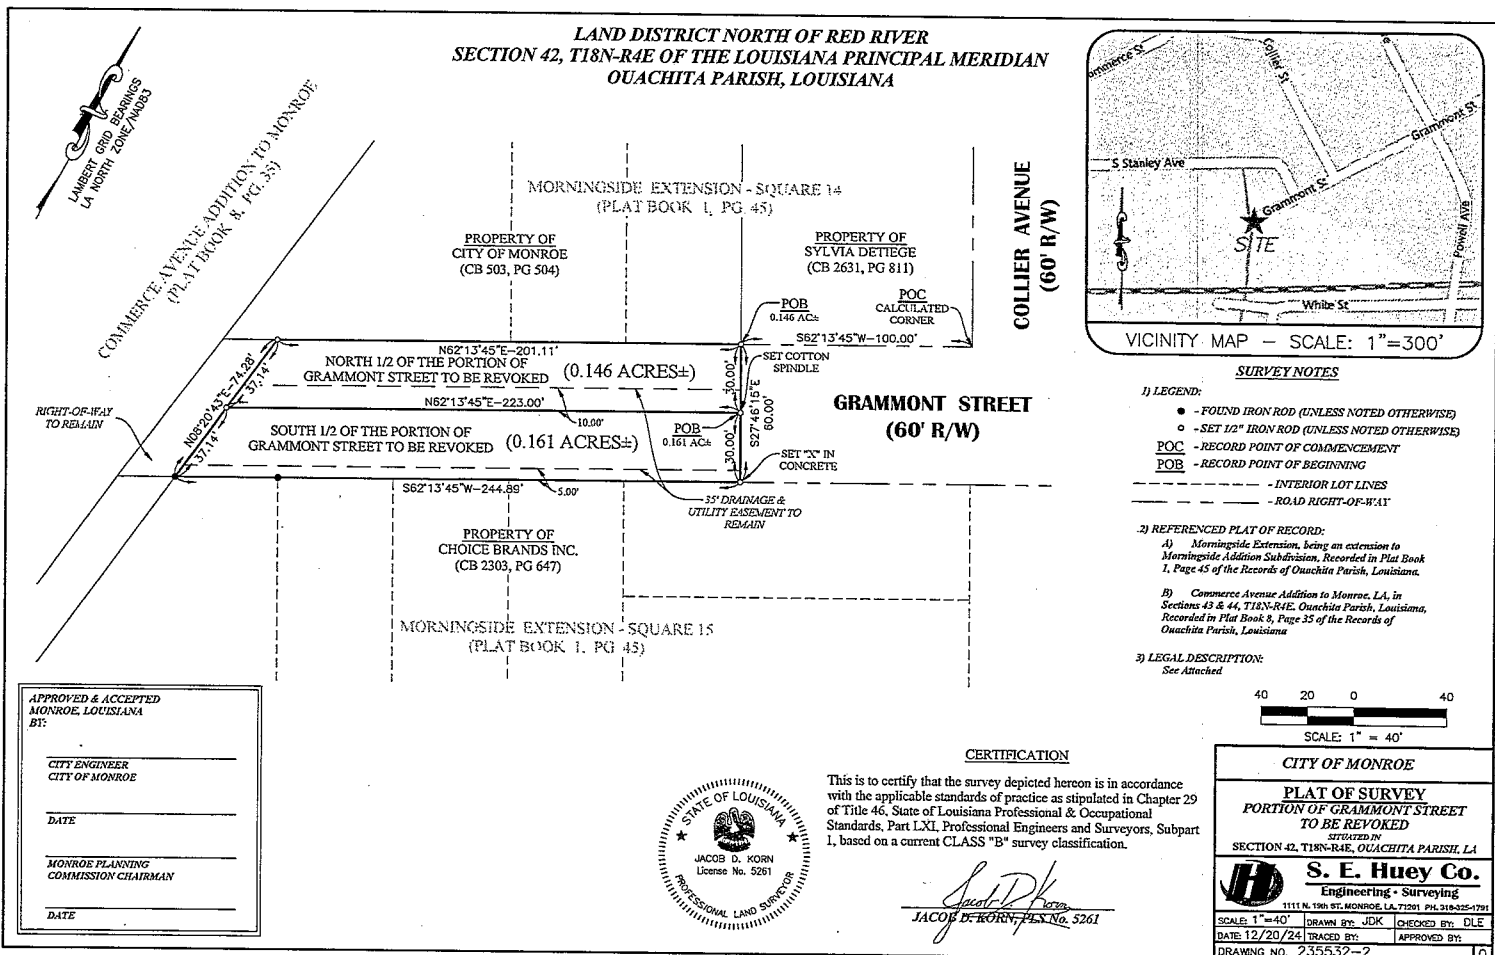 LAND DISTRICT NORTH OF RED RIVER
SECTION 42, T18N-R4E OF THE LOUISIANA PRINCIPAL MERIDIAN
OUACHITA PARISH, LOUISIANA
LAMBERT GRID BEARINGS
LA NORTH ZONE/NAD83
COMMERCE AVENUE ADDITION TO MONROE
(PLAT BOOK 8, PG. 35)
MORNINGSIDE EXTENSION - SQUARE 14
(PLAT BOOK 1, PG 45)
PROPERTY OF
CITY OF MONROE
(CB 503, PG 504)
PROPERTY OF
SYLVIA DETIEGE
(CB 2631, PG 811)
COLLIER AVENUE
(60' R/W)
POB
0.146 AC±
POC
CALCULATED
CORNER
S62°13'45"W-100.00'
N62°13'45"E-201.11'
SET COTTON
SPINDLE
NORTH 1/2 OF THE PORTION OF
GRAMMONT STREET TO BE REVOKED
(0.146 ACRES±)
N08°20'43"E-74.28'
37.14'
37.14'
30.00'
30.00'
S27°46'15"E
60.00'
N62°13'45"E-223.00'
10.00'
RIGHT-OF-WAY
TO REMAIN
SOUTH 1/2 OF THE PORTION OF
GRAMMONT STREET TO BE REVOKED
(0.161 ACRES±)
POB
0.161 AC±
GRAMMONT STREET
(60' R/W)
SET "X" IN
CONCRETE
S62°13'45"W-244.89'
5.00'
35' DRAINAGE &
UTILITY EASEMENT TO
REMAIN
PROPERTY OF
CHOICE BRANDS INC.
(CB 2303, PG 647)
MORNINGSIDE EXTENSION - SQUARE 15
(PLAT BOOK 1, PG 45)
ommerce St
Collier St
Grammont St
S Stanley Ave
Grammont St
SITE
Powell Ave
White St
VICINITY MAP - SCALE: 1"=300'
SURVEY NOTES
1) LEGEND:
- FOUND IRON ROD (UNLESS NOTED OTHERWISE)
- SET 1/2" IRON ROD (UNLESS NOTED OTHERWISE)
POC - RECORD POINT OF COMMENCEMENT
POB - RECORD POINT OF BEGINNING
- INTERIOR LOT LINES
- ROAD RIGHT-OF-WAY
2) REFERENCED PLAT OF RECORD:
A) Morningside Extension, being an extension to
Morningside Addition Subdivision, Recorded in Plat Book
1, Page 45 of the Records of Ouachita Parish, Louisiana.
B) Commerce Avenue Addition to Monroe, LA, in
Sections 43 & 44, T18N-R4E, Ouachita Parish, Louisiana,
Recorded in Plat Book 8, Page 35 of the Records of
Ouachita Parish, Louisiana
3) LEGAL DESCRIPTION:
See Attached
40 20 0 40
SCALE: 1" = 40'
APPROVED & ACCEPTED
MONROE, LOUISIANA
BY:
CITY ENGINEER
CITY OF MONROE
DATE
MONROE PLANNING
COMMISSION CHAIRMAN
DATE
STATE OF LOUISIANA
JACOB D. KORN
License No. 5261
PROFESSIONAL LAND SURVEYOR
CERTIFICATION
This is to certify that the survey depicted hereon is in accordance
with the applicable standards of practice as stipulated in Chapter 29
of Title 46, State of Louisiana Professional & Occupational
Standards, Part LXI, Professional Engineers and Surveyors, Subpart
1, based on a current CLASS "B" survey classification.
Jacob D. Korn
JACOB D. KORN, PLS No. 5261
CITY OF MONROE
PLAT OF SURVEY
PORTION OF GRAMMONT STREET
TO BE REVOKED
SITUATED IN
SECTION 42, T18N-R4E, OUACHITA PARISH, LA
S. E. Huey Co.
Engineering • Surveying
1111 N. 19th ST. MONROE, LA. 71201 PH. 318-325-1791
SCALE: 1"=40' DRAWN BY: JDK CHECKED BY: DLE
DATE: 12/20/24 TRACED BY: APPROVED BY:
DRAWING NO. 235532-2